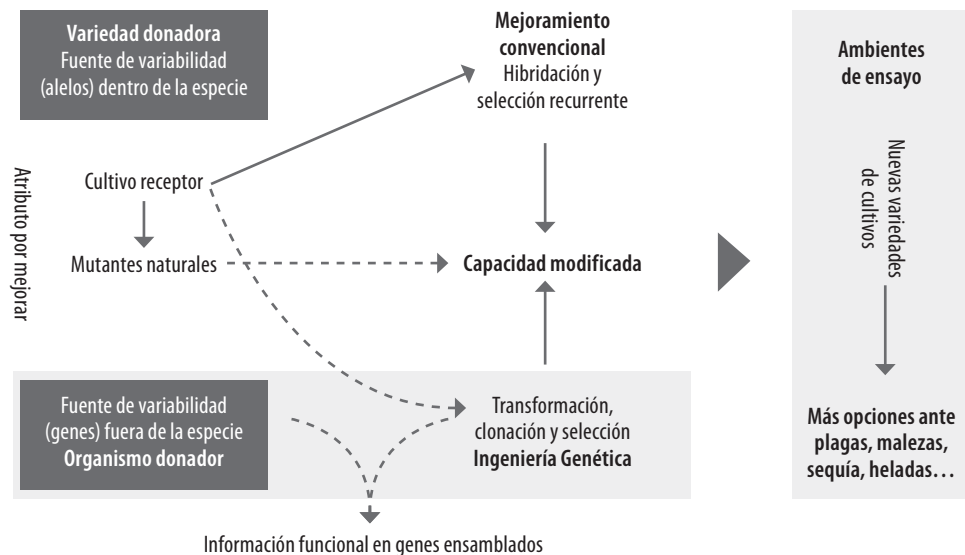 Variedad donadora
Fuente de variabilidad
(alelos) dentro de la especie
Mejoramiento
convencional
Hibridación y
selección recurrente
Ambientes
de ensayo
Atributo por mejorar
Cultivo receptor
Mutantes naturales
Capacidad modificada
Nuevas variedades
de cultivos
Fuente de variabilidad
(genes) fuera de la especie
Organismo donador
Transformación,
clonación y selección
Ingeniería Genética
Más opciones ante
plagas, malezas,
sequía, heladas…
Información funcional en genes ensamblados